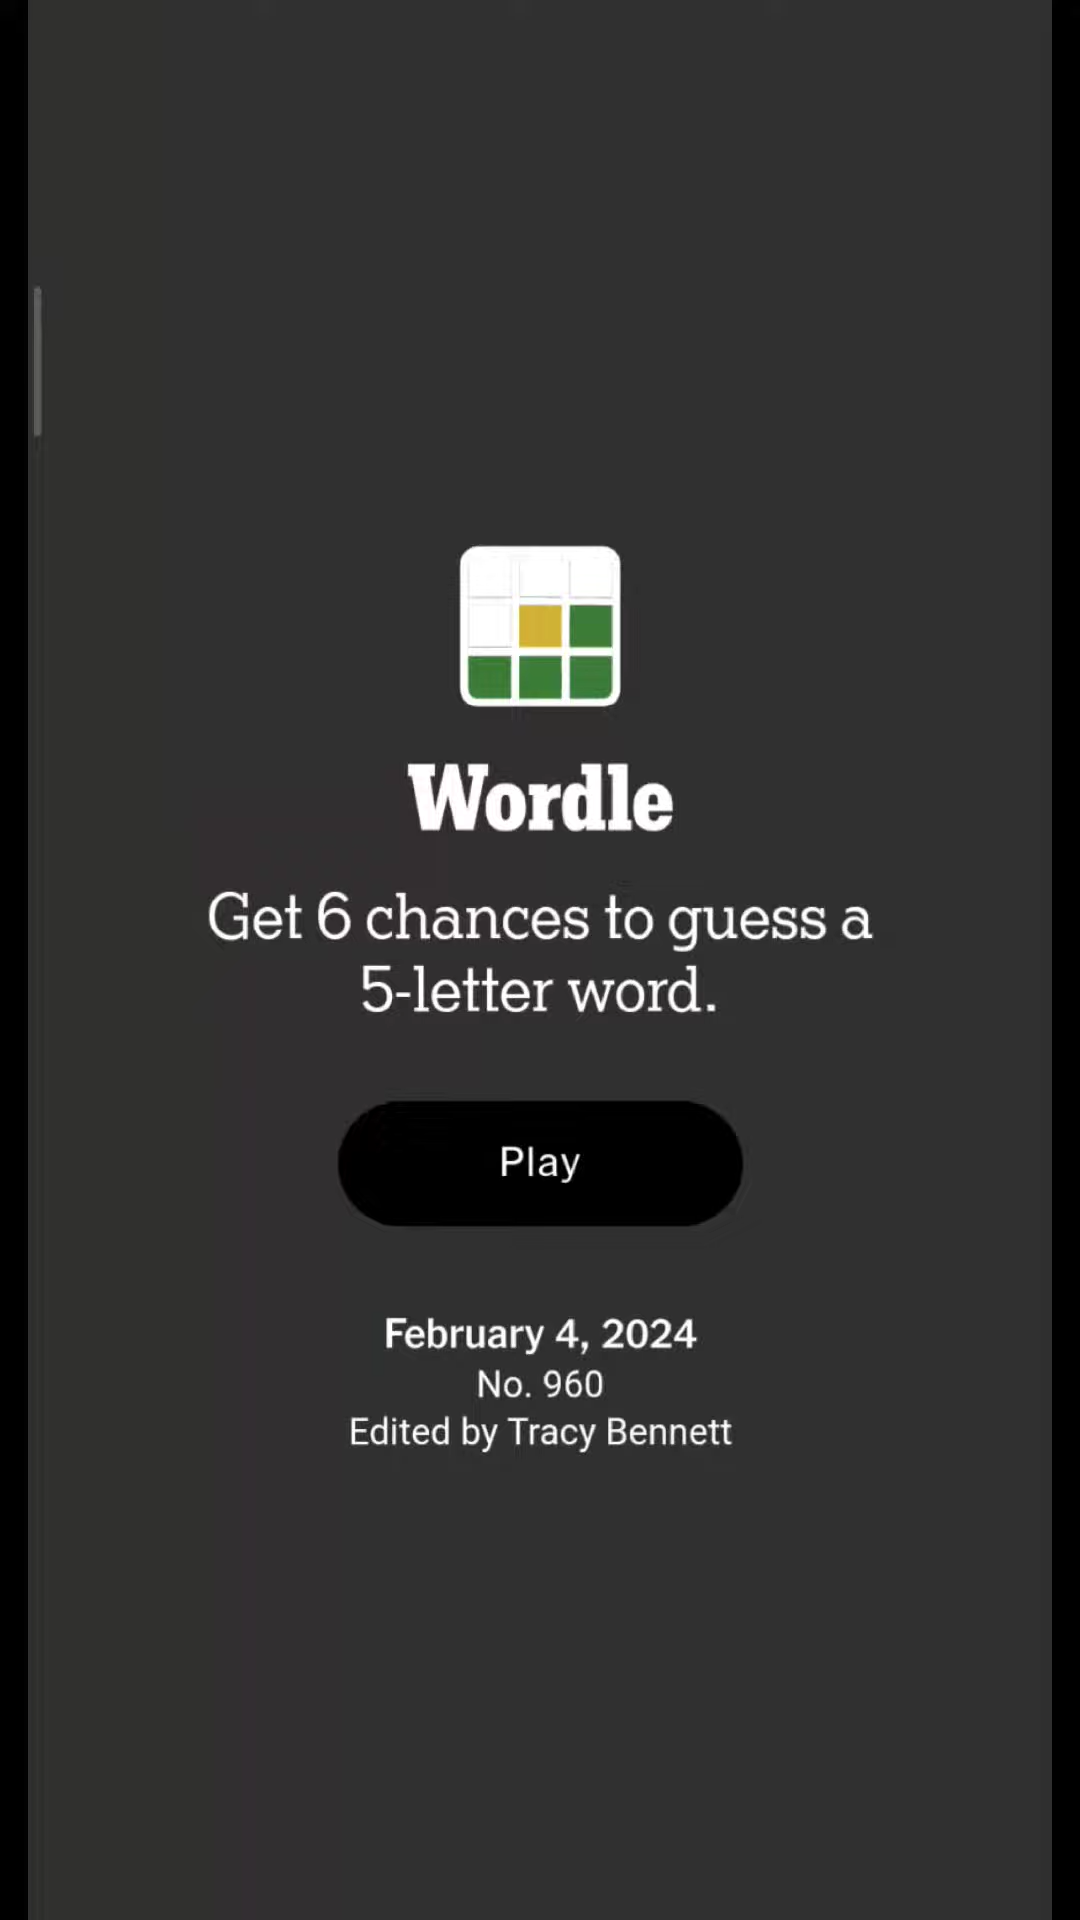 Wordle
Get 6 chances to guess a
5-letter word.
Play
February 4, 2024
No. 960
Edited by Tracy Bennett